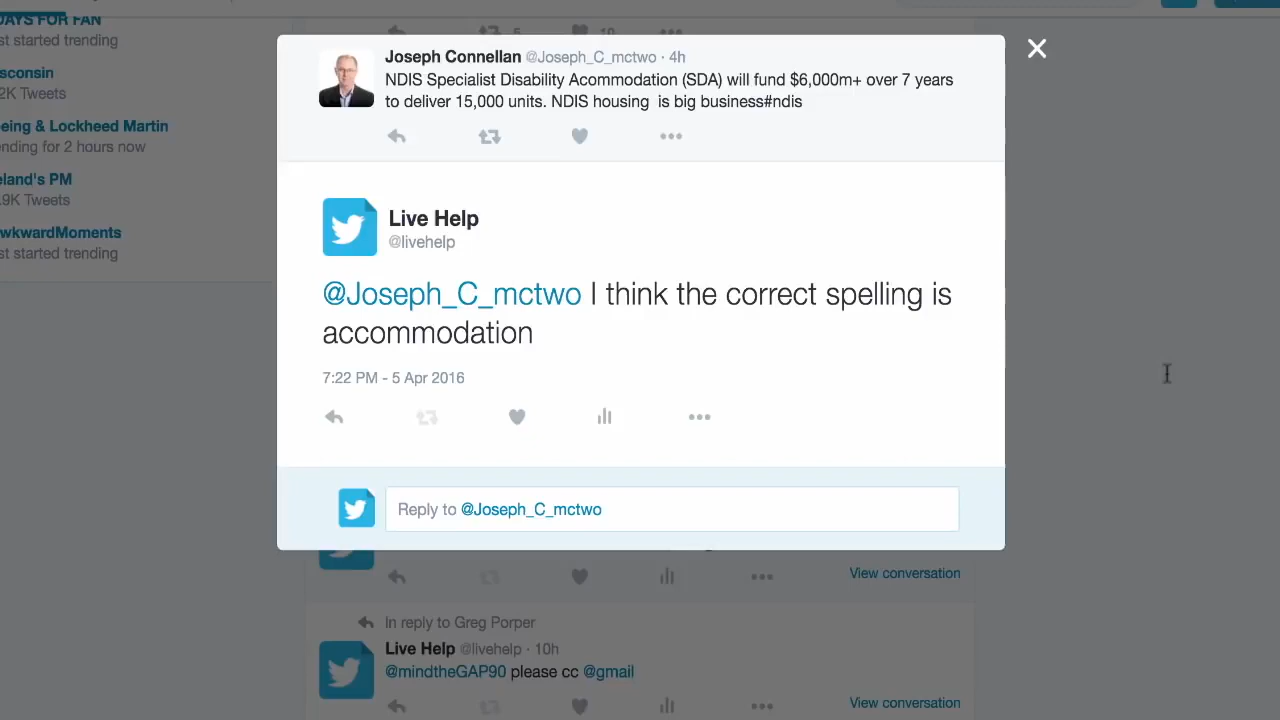 DAYS FOR FAN
st started trending
sconsin
2K Tweets
eing & Lockheed Martin
nding for 2 hours now
eland's PM
.9K Tweets
wkwardMoments
st started trending
5
10
Joseph Connellan @Joseph_C_mctwo · 4h
NDIS Specialist Disability Acommodation (SDA) will fund $6,000m+ over 7 years
to deliver 15,000 units. NDIS housing is big business#ndis
Live Help
@livehelp
@Joseph_C_mctwo I think the correct spelling is
accommodation
7:22 PM - 5 Apr 2016
Reply to @Joseph_C_mctwo
View conversation
In reply to Greg Porper
Live Help @livehelp · 10h
@mindtheGAP90 please cc @gmail
View conversation